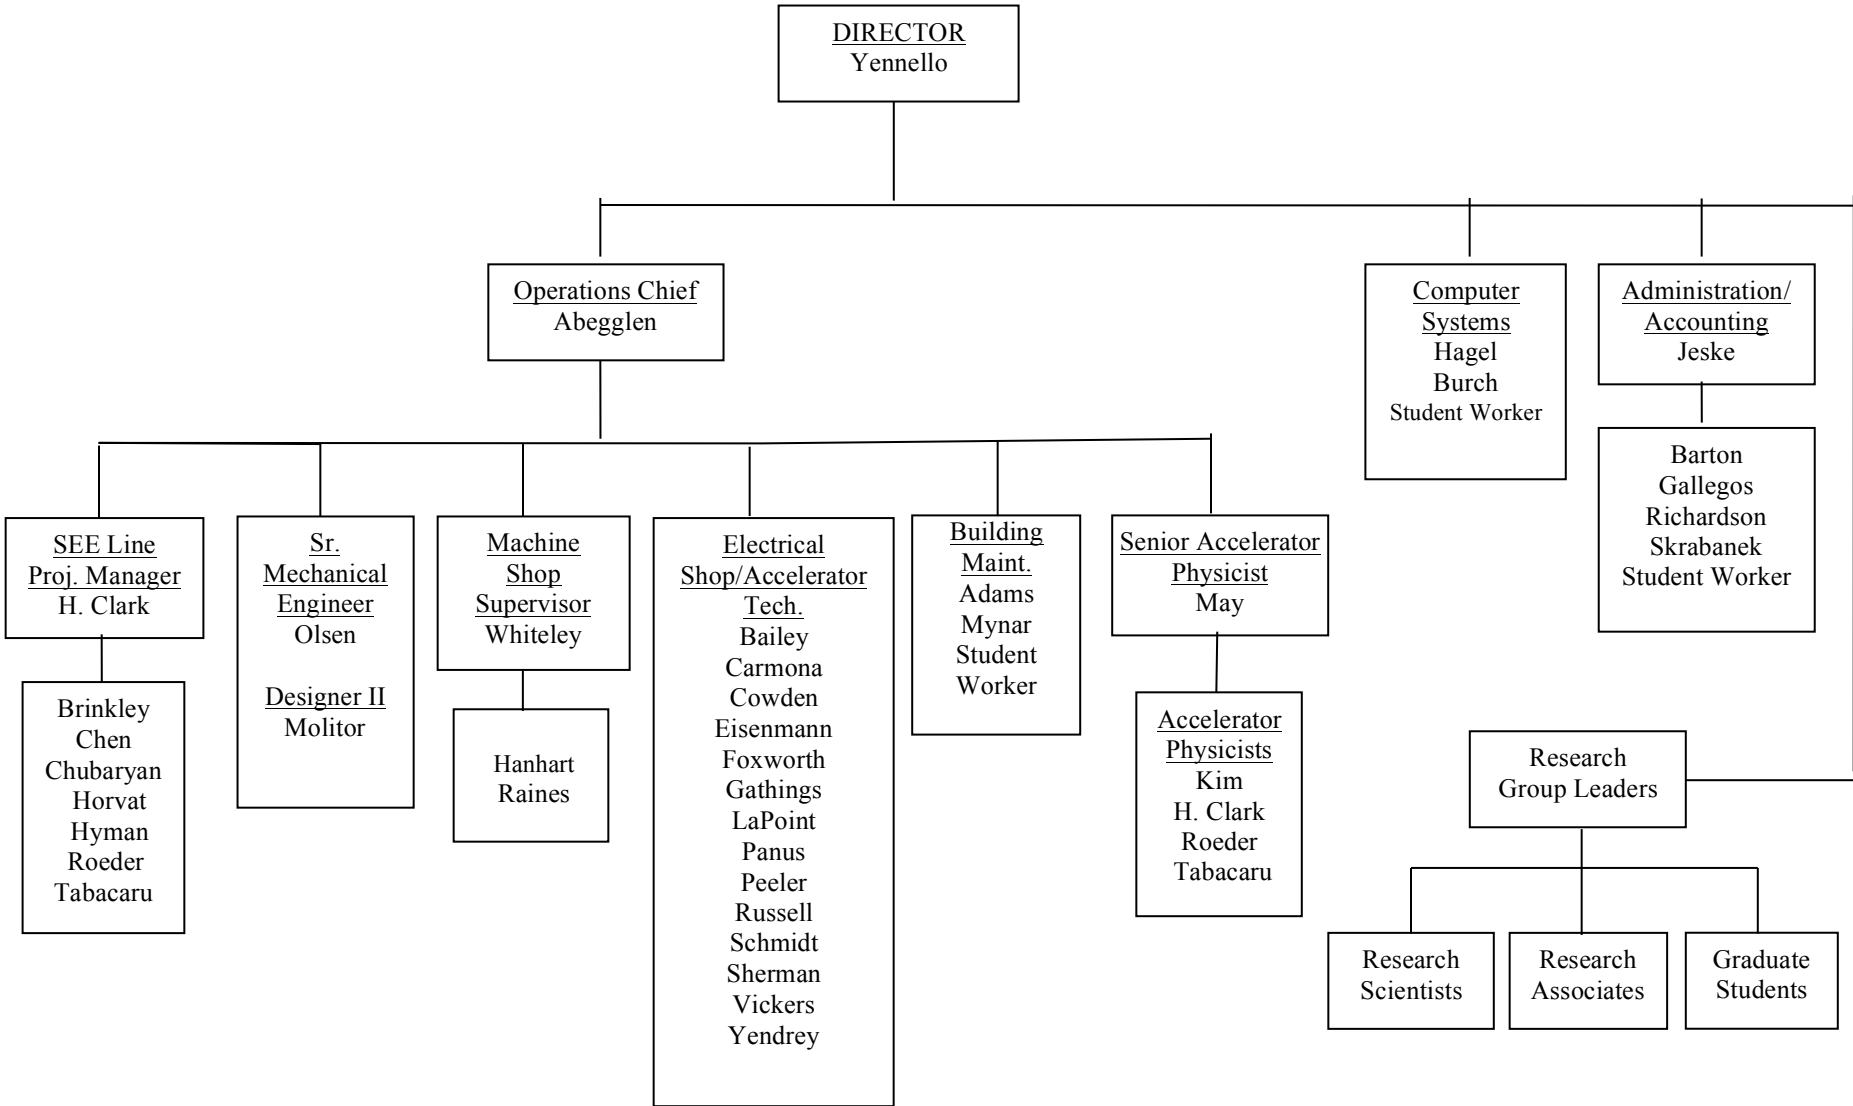 DIRECTOR
Yennello
Operations Chief
Abegglen
Computer
Systems
Hagel
Burch
Student Worker
Administration/
Accounting
Jeske
Barton
Gallegos
Richardson
Skrabanek
Student Worker
SEE Line
Proj. Manager
H. Clark
Brinkley
Chen
Chubaryan
Horvat
Hyman
Roeder
Tabacaru
Sr.
Mechanical
Engineer
Olsen
Designer II
Molitor
Machine
Shop
Supervisor
Whiteley
Hanhart
Raines
Electrical
Shop/Accelerator
Tech.
Bailey
Carmona
Cowden
Eisenmann
Foxworth
Gathings
LaPoint
Panus
Peeler
Russell
Schmidt
Sherman
Vickers
Yendrey
Building
Maint.
Adams
Mynar
Student
Worker
Senior Accelerator
Physicist
May
Accelerator
Physicists
Kim
H. Clark
Roeder
Tabacaru
Research
Group Leaders
Research
Scientists
Research
Associates
Graduate
Students